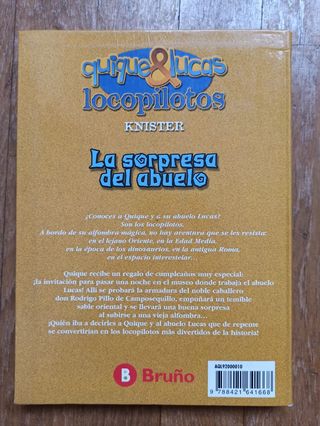 quique & lucas
locopilotos
KNISTER
La sorpresa
del abuelo
¿Conoces a Quique y a su abuelo Lucas?
Son los locopilotos.
A bordo de su alfombra mágica, no hay aventura que se les resista:
en el lejano Oriente, en la Edad Media,
en la época de los dinosaurios, en la antigua Roma,
en el espacio interestelar...
Quique recibe un regalo de cumpleaños muy especial:
¡la invitación para pasar una noche en el museo donde trabaja el abuelo
Lucas! Allí se probará la armadura del noble caballero
don Rodrigo Pillo de Camposequillo, empuñará un temible
sable oriental y se llevará una buena sorpresa
al subirse a una vieja alfombra...
¡Quién iba a decirles a Quique y al abuelo Lucas que de repente
se convertirían en los locopilotos más divertidos de la historia!
B Bruño
AQL92000010
9 788421 641668